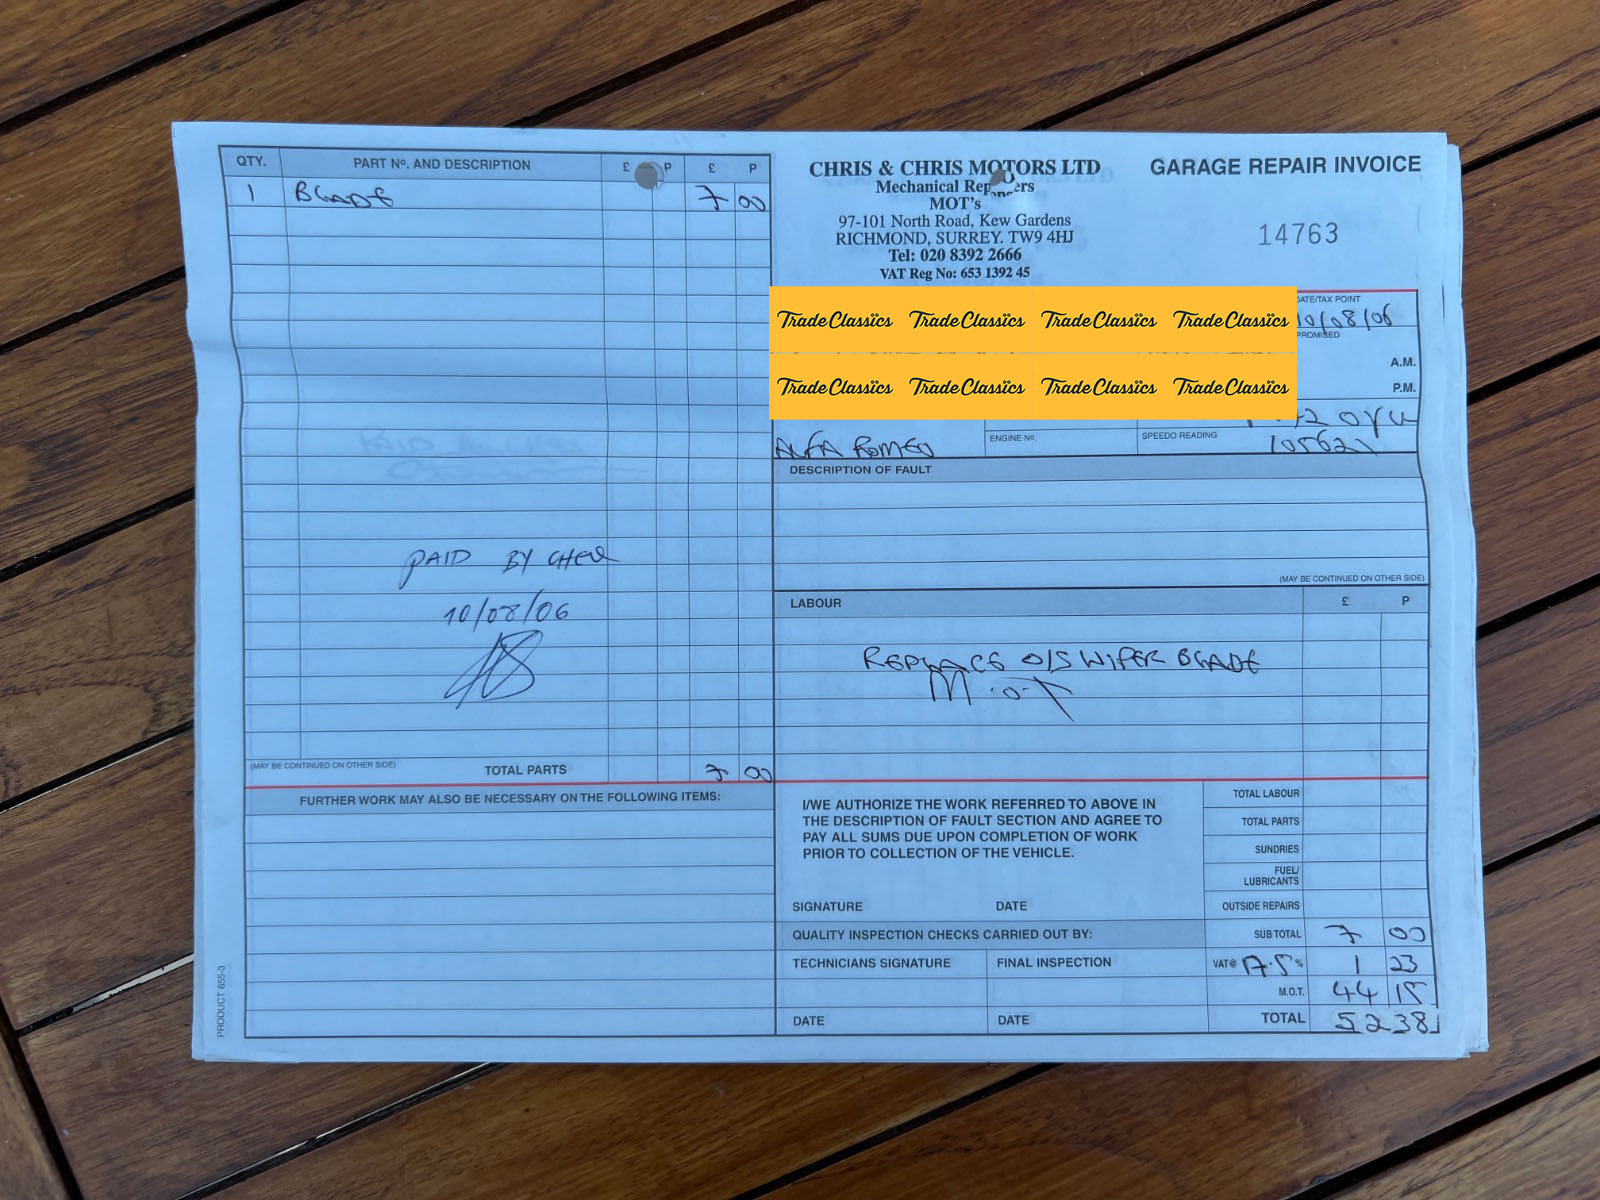 QTY. PART Nº. AND DESCRIPTION £ P £ P
1 BLADE 7 00
PAID BY
10/08/06
(MAY BE CONTINUED ON OTHER SIDE) TOTAL PARTS 7 00
FURTHER WORK MAY ALSO BE NECESSARY ON THE FOLLOWING ITEMS:
PRODUCT 655-3
CHRIS & CHRIS MOTORS LTD
Mechanical
MOT's
97-101 North Road, Kew Gardens
RICHMOND, SURREY. TW9 4HJ
Tel: 020 8392 2666
VAT Reg No: 653 1392 45
GARAGE REPAIR INVOICE
14763
Trade Classics Trade Classics Trade Classics Trade Classics
Trade Classics Trade Classics Trade Classics Trade Classics
DATE/TAX POINT
10/08/06
PROMISED
A.M.
P.M.
ALFA ROMEO
ENGINE Nº.
SPEEDO READING
105621
DESCRIPTION OF FAULT
(MAY BE CONTINUED ON OTHER SIDE)
LABOUR £ P
REPLACE O/S WIPER BLADE
M.O.T
I/WE AUTHORIZE THE WORK REFERRED TO ABOVE IN
THE DESCRIPTION OF FAULT SECTION AND AGREE TO
PAY ALL SUMS DUE UPON COMPLETION OF WORK
PRIOR TO COLLECTION OF THE VEHICLE.
SIGNATURE DATE
QUALITY INSPECTION CHECKS CARRIED OUT BY:
TECHNICIANS SIGNATURE FINAL INSPECTION
DATE DATE
TOTAL LABOUR
TOTAL PARTS
SUNDRIES
FUEL/
LUBRICANTS
OUTSIDE REPAIRS
SUB TOTAL 7 00
VAT@ 17.5% 1 23
M.O.T. 44 15
TOTAL 52 38